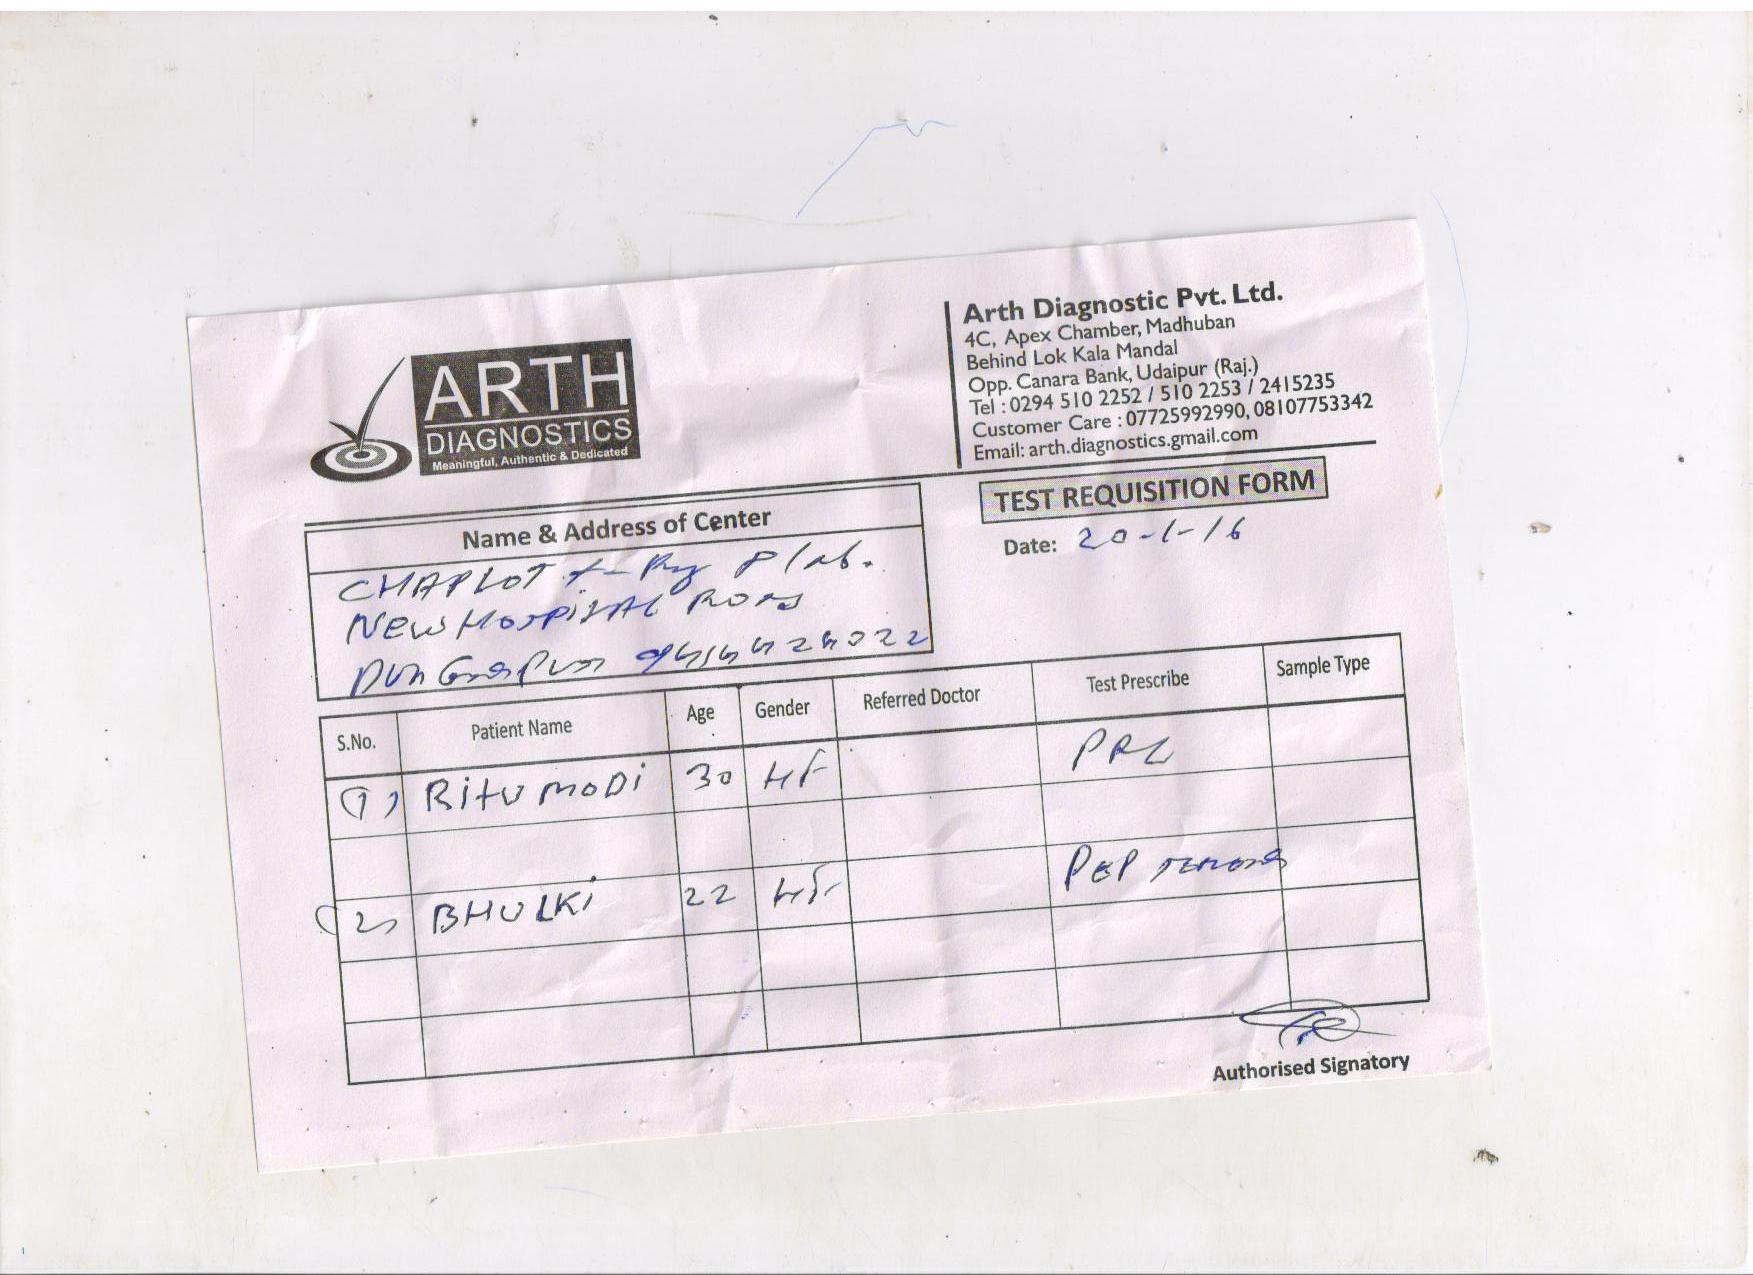 ARTH
DIAGNOSTICS
Meaningful, Authentic & Dedicated
Arth Diagnostic Pvt. Ltd.
4C, Apex Chamber, Madhuban
Behind Lok Kala Mandal
Opp. Canara Bank, Udaipur (Raj.)
Tel : 0294 510 2252 / 510 2253 / 2415235
Customer Care : 07725992990, 08107753342
Email: arth.diagnostics.gmail.com
TEST REQUISITION FORM
Date: 20-1-16
Name & Address of Center
CHAPLOT X-Ray & lab.
New Hospital Road
S.No. Patient Name Age Gender Referred Doctor Test Prescribe Sample Type
(1) Ritu Modi 30
(2) BHULKI 22
Authorised Signatory